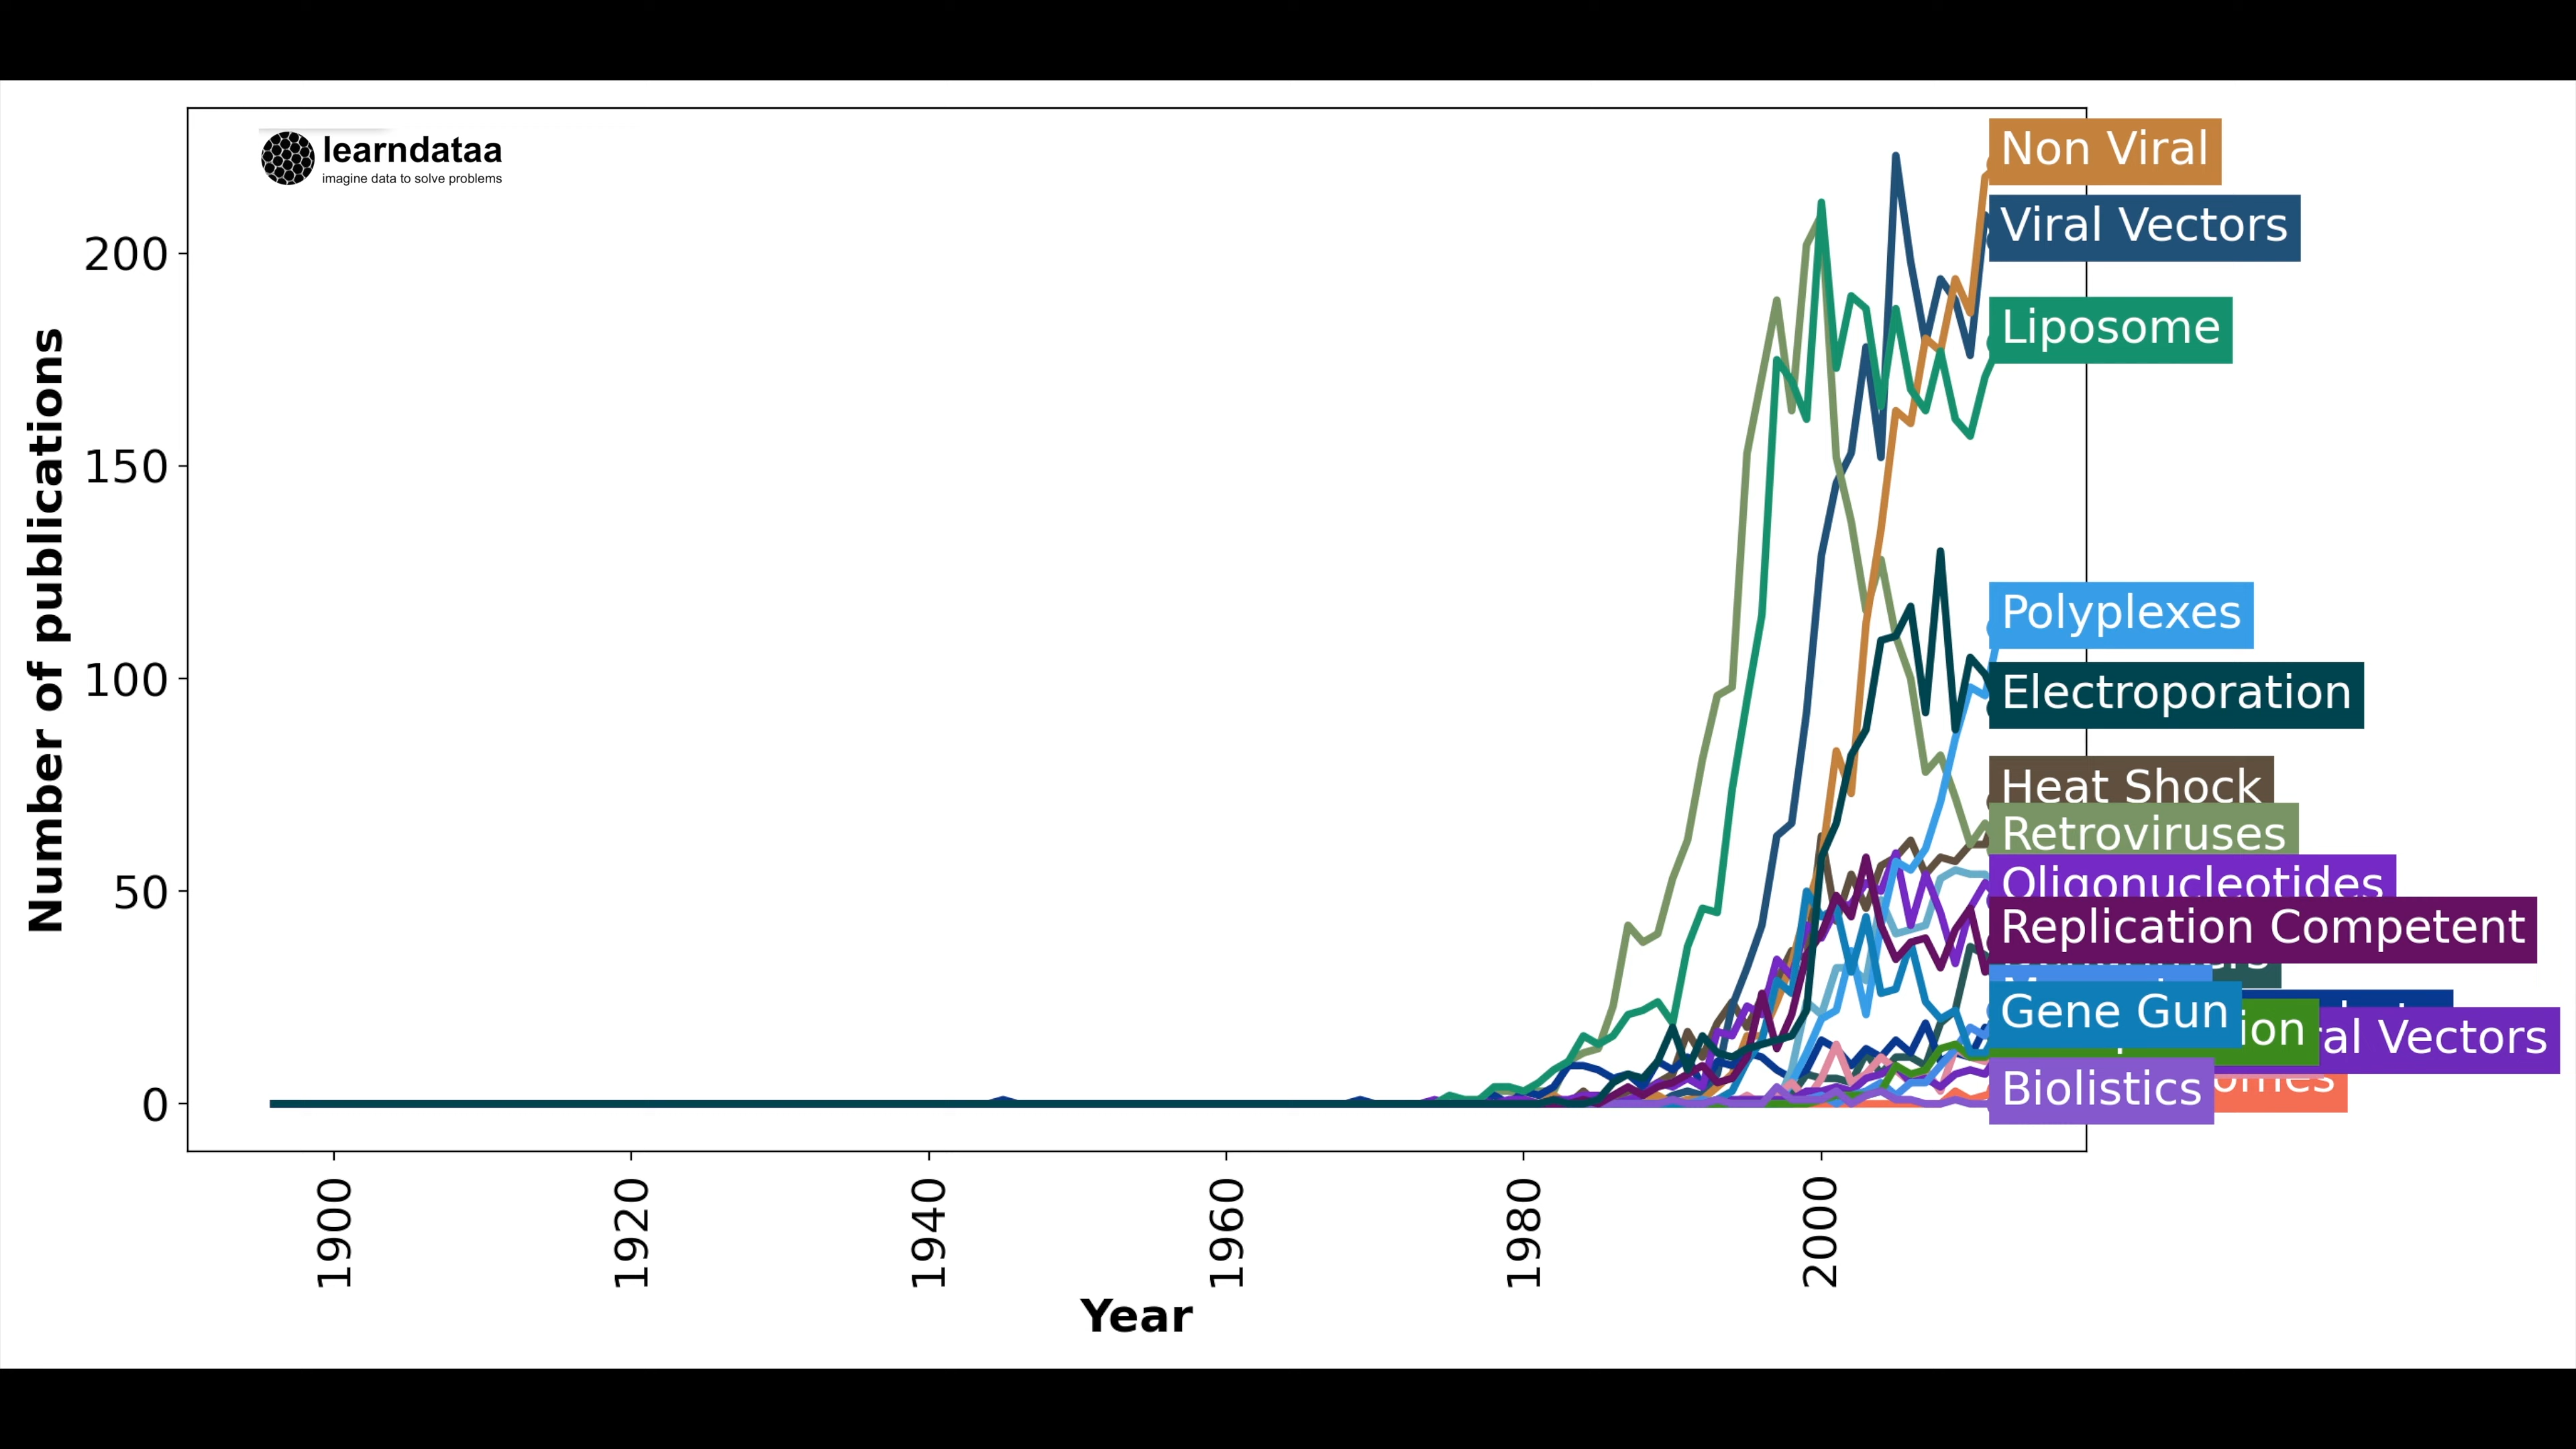 learndataa
imagine data to solve problems
Number of publications
200
150
100
50
0
1900
1920
1940
1960
1980
2000
Year
Non Viral
Viral Vectors
Liposome
Polyplexes
Electroporation
Heat Shock
Retroviruses
Oligonucleotides
Replication Competent
Gene Gun
ion
al Vectors
Biolistics
omes